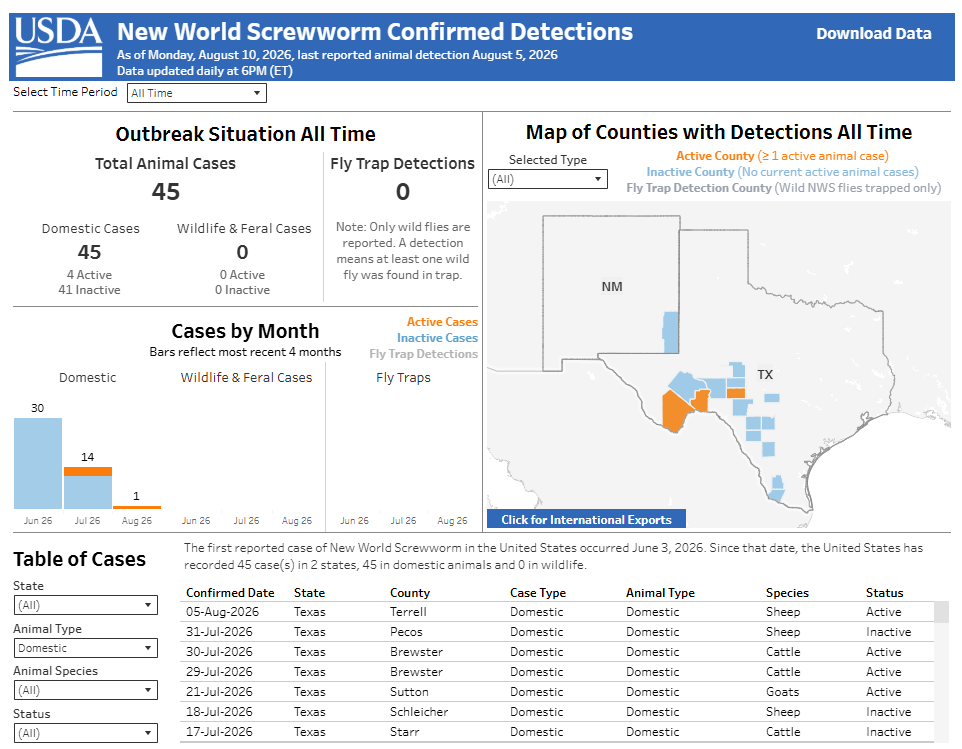 USDA
New World Screwworm Confirmed Detections
As of Monday, August 10, 2026, last reported animal detection August 5, 2026
Data updated daily at 6PM (ET)
Download Data
Select Time Period
All Time
Outbreak Situation All Time
Total Animal Cases
45
Domestic Cases
45
4 Active
41 Inactive
Wildlife & Feral Cases
0
0 Active
0 Inactive
Fly Trap Detections
0
Note: Only wild flies are
reported. A detection
means at least one wild
fly was found in trap.
Map of Counties with Detections All Time
Selected Type
(All)
Active County (≥ 1 active animal case)
Inactive County (No current active animal cases)
Fly Trap Detection County (Wild NWS flies trapped only)
NM
TX
Click for International Exports
Cases by Month
Bars reflect most recent 4 months
Active Cases
Inactive Cases
Fly Trap Detections
Domestic
Wildlife & Feral Cases
Fly Traps
30
14
1
Jun 26 Jul 26 Aug 26
Jun 26 Jul 26 Aug 26
Jun 26 Jul 26 Aug 26
Table of Cases
State
(All)
Animal Type
Domestic
Animal Species
(All)
Status
(All)
The first reported case of New World Screwworm in the United States occurred June 3, 2026. Since that date, the United States has
recorded 45 case(s) in 2 states, 45 in domestic animals and 0 in wildlife.
Confirmed Date State County Case Type Animal Type Species Status
05-Aug-2026 Texas Terrell Domestic Domestic Sheep Active
31-Jul-2026 Texas Pecos Domestic Domestic Sheep Inactive
30-Jul-2026 Texas Brewster Domestic Domestic Cattle Active
29-Jul-2026 Texas Brewster Domestic Domestic Cattle Active
21-Jul-2026 Texas Sutton Domestic Domestic Goats Active
18-Jul-2026 Texas Schleicher Domestic Domestic Sheep Inactive
17-Jul-2026 Texas Starr Domestic Domestic Cattle Inactive